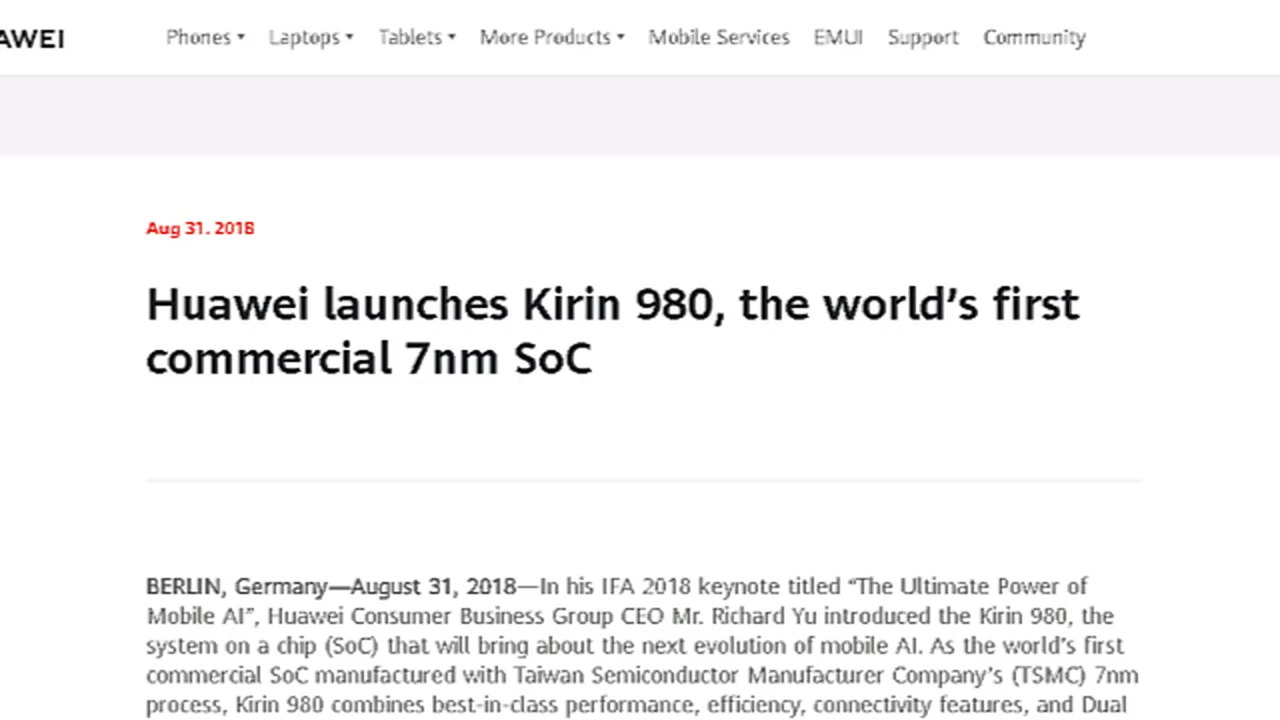 AWEI Phones Laptops Tablets More Products Mobile Services EMUI Support Community
Aug 31. 2018
Huawei launches Kirin 980, the world’s first
commercial 7nm SoC
BERLIN, Germany—August 31, 2018—In his IFA 2018 keynote titled “The Ultimate Power of
Mobile AI”, Huawei Consumer Business Group CEO Mr. Richard Yu introduced the Kirin 980, the
system on a chip (SoC) that will bring about the next evolution of mobile AI. As the world’s first
commercial SoC manufactured with Taiwan Semiconductor Manufacturer Company’s (TSMC) 7nm
process, Kirin 980 combines best-in-class performance, efficiency, connectivity features, and Dual